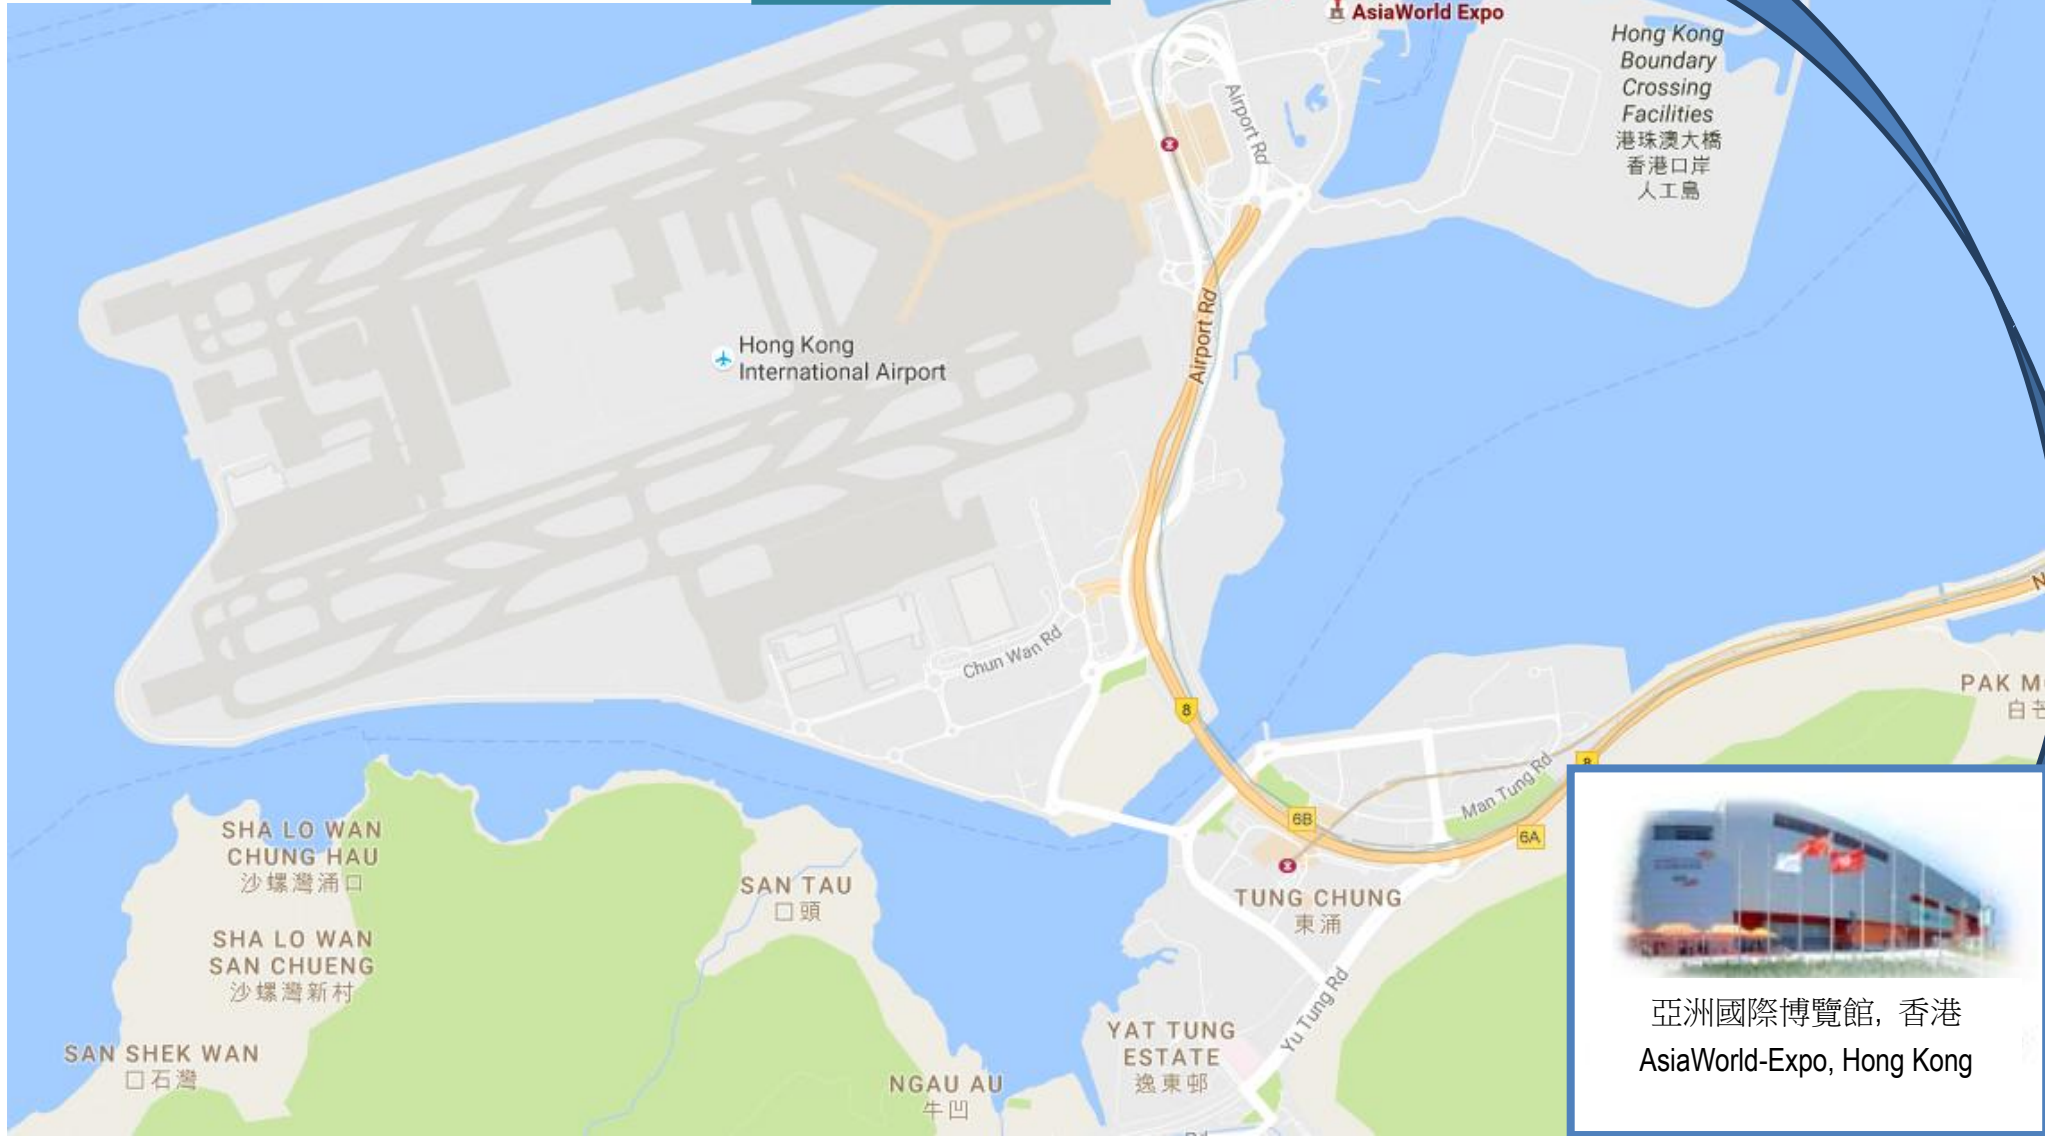 AsiaWorld Expo
Hong Kong
Boundary
Crossing
Facilities
港珠澳大橋
香港口岸
人工島
Airport Rd
Hong Kong
International Airport
Airport Rd
Chun Wan Rd
8
PAK M
白芒
Man Tung Rd
8
6B
6A
SHA LO WAN
CHUNG HAU
沙螺灣涌口
SAN TAU
口頭
TUNG CHUNG
東涌
SHA LO WAN
SAN CHUENG
沙螺灣新村
Yu Tung Rd
YAT TUNG
ESTATE
逸東邨
SAN SHEK WAN
口石灣
NGAU AU
牛凹
亞洲國際博覽館, 香港
AsiaWorld-Expo, Hong Kong